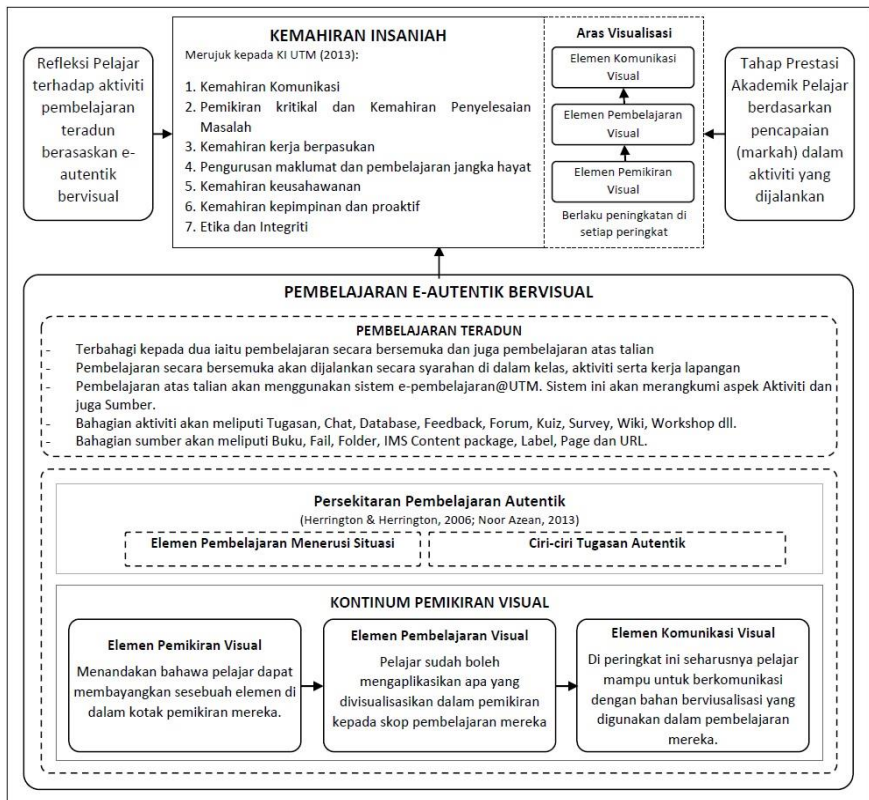 Refleksi Pelajar
terhadap aktiviti
pembelajaran
teradun
berasaskan e-
autentik
bervisual
KEMAHIRAN INSANIAH
Merujuk kepada KI UTM (2013):
1. Kemahiran Komunikasi
2. Pemikiran kritikal dan Kemahiran Penyelesaian
Masalah
3. Kemahiran kerja berpasukan
4. Pengurusan maklumat dan pembelajaran jangka hayat
5. Kemahiran keusahawanan
6. Kemahiran kepimpinan dan proaktif
7. Etika dan Integriti
Aras Visualisasi
Elemen Komunikasi
Visual
Elemen Pembelajaran
Visual
Elemen Pemikiran
Visual
Berlaku peningkatan di
setiap peringkat
Tahap Prestasi
Akademik Pelajar
berdasarkan
pencapaian
(markah) dalam
aktiviti yang
dijalankan
PEMBELAJARAN E-AUTENTIK BERVISUAL
PEMBELAJARAN TERADUN
- Terbahagi kepada dua iaitu pembelajaran secara bersemuka dan juga pembelajaran atas talian
- Pembelajaran secara bersemuka akan dijalankan secara syarahan di dalam kelas, aktiviti serta kerja lapangan
- Pembelajaran atas talian akan menggunakan sistem e-pembelajaran@UTM. Sistem ini akan merangkumi aspek Aktiviti dan
juga Sumber.
- Bahagian aktiviti akan meliputi Tugasan, Chat, Database, Feedback, Forum, Kuiz, Survey, Wiki, Workshop dll.
- Bahagian sumber akan meliputi Buku, Fail, Folder, IMS Content package, Label, Page dan URL.
Persekitaran Pembelajaran Autentik
(Herrington & Herrington, 2006; Noor Azean, 2013)
Elemen Pembelajaran Menerusi Situasi
Ciri-ciri Tugasan Autentik
KONTINUM PEMIKIRAN VISUAL
Elemen Pemikiran Visual
Menandakan bahawa pelajar dapat
membayangkan sesebuah elemen di
dalam kotak pemikiran mereka.
Elemen Pembelajaran Visual
Pelajar sudah boleh
mengaplikasikan apa yang
divisualisasikan dalam pemikiran
kepada skop pembelajaran mereka
Elemen Komunikasi Visual
Di peringkat ini seharusnya pelajar
mampu untuk berkomunikasi
dengan bahan berviusalisasi yang
digunakan dalam pembelajaran
mereka.